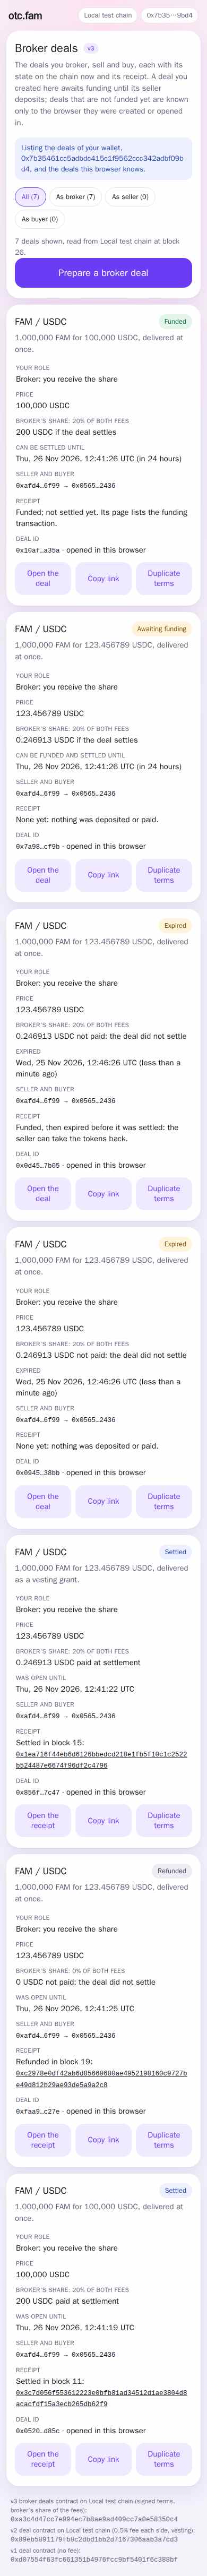 otc.fam
Local test chain
0x7b35…9bd4
Broker deals v3
The deals you broker, sell and buy, each with its
state on the chain now and its receipt. A deal you
created here awaits funding until its seller
deposits; deals that are not funded yet are known
only to the browser they were created or opened
in.
Listing the deals of your wallet,
0x7b35461cc5adbdc415c1f9562ccc342adbf09b
d4, and the deals this browser knows.
All (7)
As broker (7)
As seller (0)
As buyer (0)
7 deals shown, read from Local test chain at block
26.
Prepare a broker deal
FAM / USDC
Funded
1,000,000 FAM for 100,000 USDC, delivered at
once.
YOUR ROLE
Broker: you receive the share
PRICE
100,000 USDC
BROKER'S SHARE: 20% OF BOTH FEES
200 USDC if the deal settles
CAN BE SETTLED UNTIL
Thu, 26 Nov 2026, 12:41:26 UTC (in 24 hours)
SELLER AND BUYER
0xafd4…6f99 → 0x0565…2436
RECEIPT
Funded; not settled yet. Its page lists the funding
transaction.
DEAL ID
0x10af…a35a · opened in this browser
Open the
deal
Copy link
Duplicate
terms
FAM / USDC
Awaiting funding
1,000,000 FAM for 123.456789 USDC, delivered
at once.
YOUR ROLE
Broker: you receive the share
PRICE
123.456789 USDC
BROKER'S SHARE: 20% OF BOTH FEES
0.246913 USDC if the deal settles
CAN BE FUNDED AND SETTLED UNTIL
Thu, 26 Nov 2026, 12:41:26 UTC (in 24 hours)
SELLER AND BUYER
0xafd4…6f99 → 0x0565…2436
RECEIPT
None yet: nothing was deposited or paid.
DEAL ID
0x7a98…cf9b · opened in this browser
Open the
deal
Copy link
Duplicate
terms
FAM / USDC
Expired
1,000,000 FAM for 123.456789 USDC, delivered
at once.
YOUR ROLE
Broker: you receive the share
PRICE
123.456789 USDC
BROKER'S SHARE: 20% OF BOTH FEES
0.246913 USDC not paid: the deal did not settle
EXPIRED
Wed, 25 Nov 2026, 12:46:26 UTC (less than a
minute ago)
SELLER AND BUYER
0xafd4…6f99 → 0x0565…2436
RECEIPT
Funded, then expired before it was settled: the
seller can take the tokens back.
DEAL ID
0x0d45…7b05 · opened in this browser
Open the
deal
Copy link
Duplicate
terms
FAM / USDC
Expired
1,000,000 FAM for 123.456789 USDC, delivered
at once.
YOUR ROLE
Broker: you receive the share
PRICE
123.456789 USDC
BROKER'S SHARE: 20% OF BOTH FEES
0.246913 USDC not paid: the deal did not settle
EXPIRED
Wed, 25 Nov 2026, 12:46:26 UTC (less than a
minute ago)
SELLER AND BUYER
0xafd4…6f99 → 0x0565…2436
RECEIPT
None yet: nothing was deposited or paid.
DEAL ID
0x0945…38bb · opened in this browser
Open the
deal
Copy link
Duplicate
terms
FAM / USDC
Settled
1,000,000 FAM for 123.456789 USDC, delivered
as a vesting grant.
YOUR ROLE
Broker: you receive the share
PRICE
123.456789 USDC
BROKER'S SHARE: 20% OF BOTH FEES
0.246913 USDC paid at settlement
WAS OPEN UNTIL
Thu, 26 Nov 2026, 12:41:22 UTC
SELLER AND BUYER
0xafd4…6f99 → 0x0565…2436
RECEIPT
Settled in block 15:
0x1ea716f44eb6d6126bbedcd218e1fb5f10c1c2522
b524487e6674f96df2c4796
DEAL ID
0x856f…7c47 · opened in this browser
Open the
receipt
Copy link
Duplicate
terms
FAM / USDC
Refunded
1,000,000 FAM for 123.456789 USDC, delivered
at once.
YOUR ROLE
Broker: you receive the share
PRICE
123.456789 USDC
BROKER'S SHARE: 0% OF BOTH FEES
0 USDC not paid: the deal did not settle
WAS OPEN UNTIL
Thu, 26 Nov 2026, 12:41:25 UTC
SELLER AND BUYER
0xafd4…6f99 → 0x0565…2436
RECEIPT
Refunded in block 19:
0xc2978e0df42ab6d85660680ae4952198160c9727b
e49d812b29ae93de5a9a2c8
DEAL ID
0xfaa9…c27e · opened in this browser
Open the
receipt
Copy link
Duplicate
terms
FAM / USDC
Settled
1,000,000 FAM for 100,000 USDC, delivered at
once.
YOUR ROLE
Broker: you receive the share
PRICE
100,000 USDC
BROKER'S SHARE: 20% OF BOTH FEES
200 USDC paid at settlement
WAS OPEN UNTIL
Thu, 26 Nov 2026, 12:41:19 UTC
SELLER AND BUYER
0xafd4…6f99 → 0x0565…2436
RECEIPT
Settled in block 11:
0x3c7d056f553612223e0bfb81ad34512d1ae3804d8
acacfdf15a3ecb265db62f9
DEAL ID
0x0520…d85c · opened in this browser
Open the
receipt
Copy link
Duplicate
terms
v3 broker deals contract on Local test chain (signed terms,
broker's share of the fees):
0xa3c4d47cc7e994ec7b8ae9ad409cc7a0e58350c4
v2 deal contract on Local test chain (0.5% fee each side, vesting):
0x89eb5891179fb8c2dbd1bb2d7167306aab3a7cd3
v1 deal contract (no fee):
0xd07554f63fc661351b4976fcc9bf5401f6c388bf